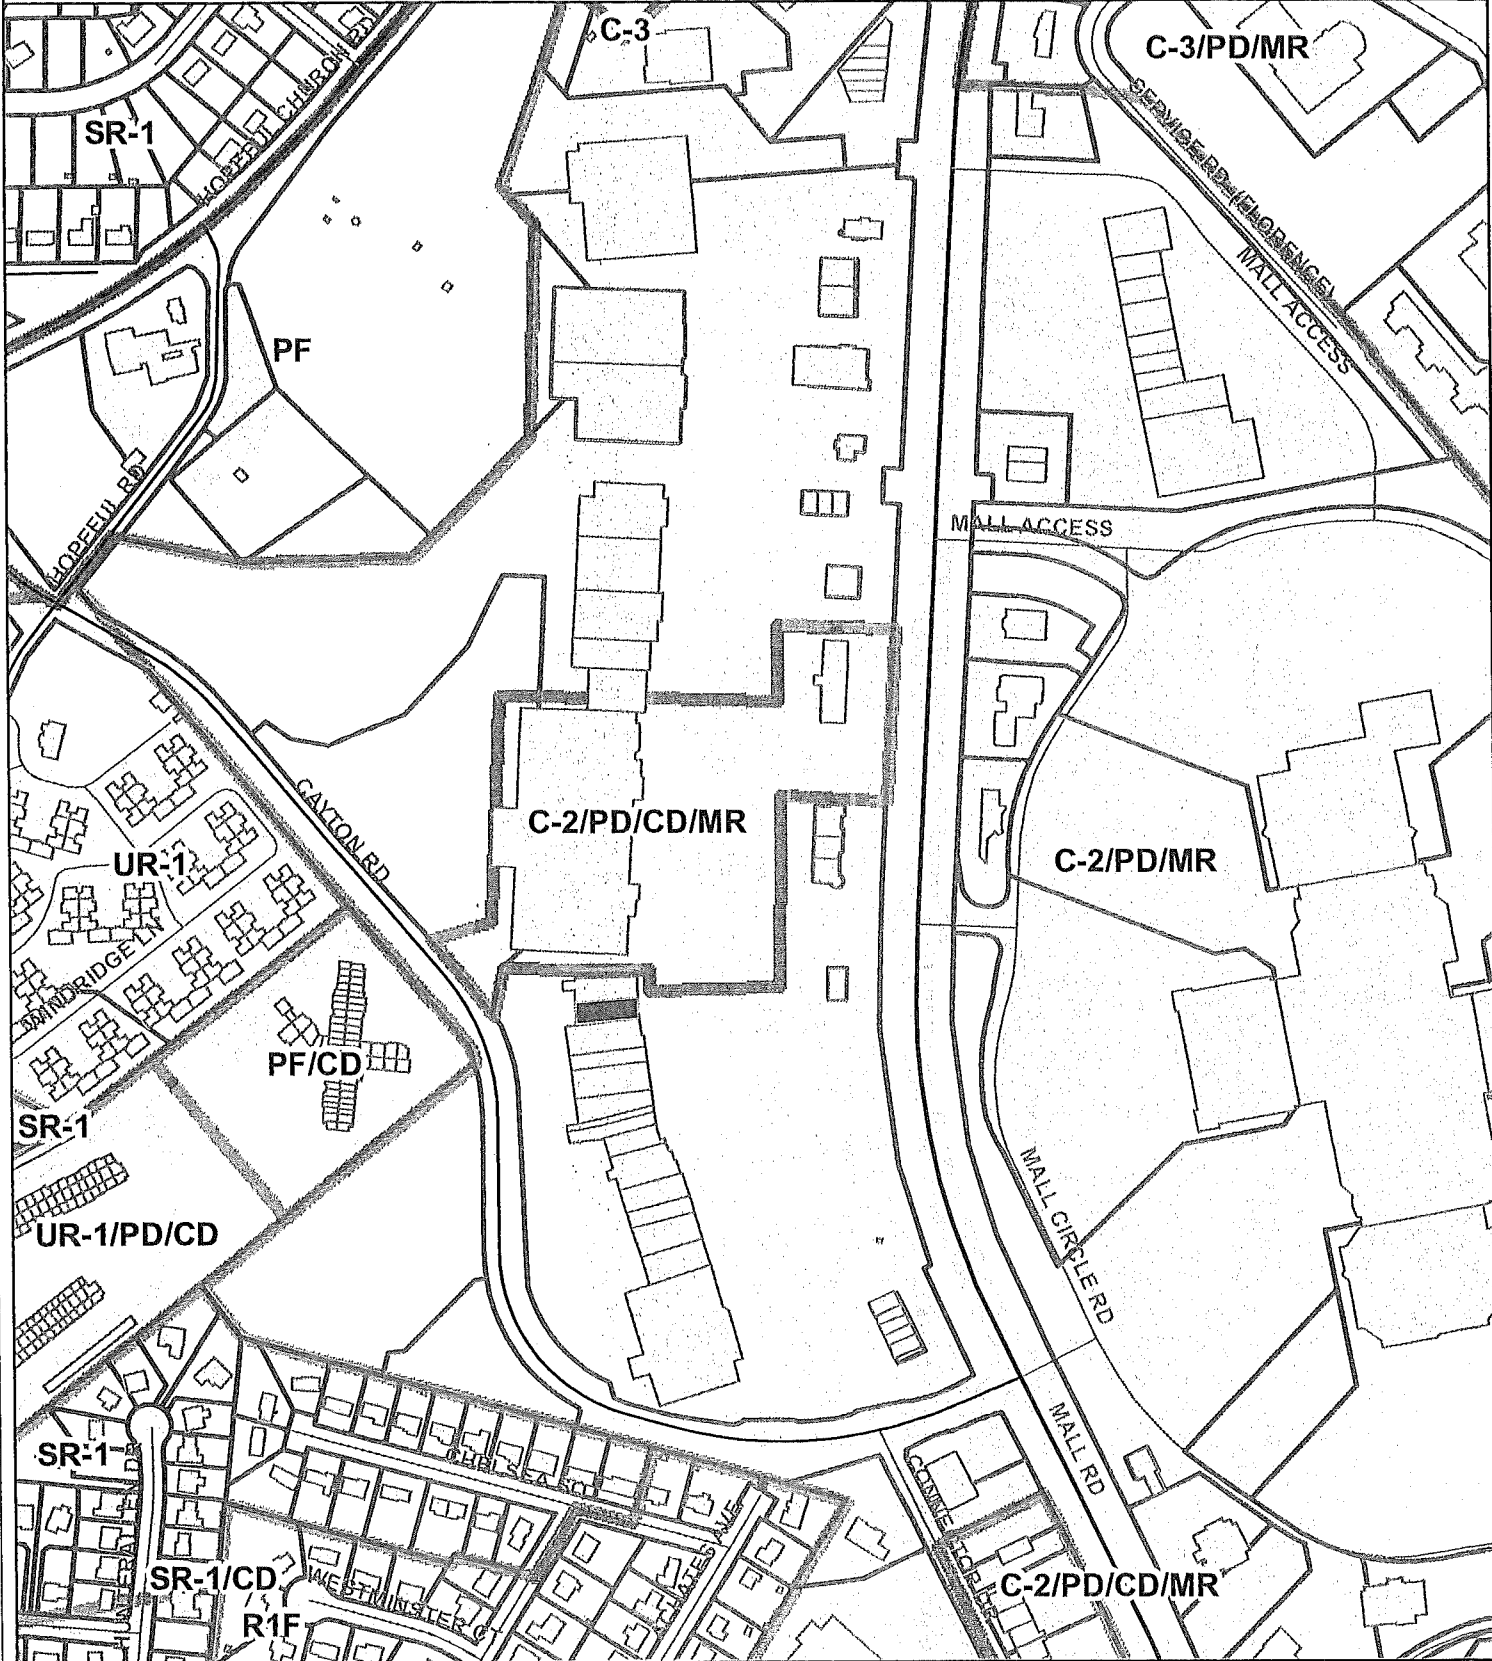 C-3
C-3/PD/MR
SR-1
HOPEFUL CHURCH RD
SERVICE RD (FLORENCE)
MALL ACCESS
PF
HOPEFUL RD
MALL ACCESS
CAYTON RD
C-2/PD/CD/MR
UR-1
C-2/PD/MR
WINDRIDGE LN
PF/CD
SR-1
UR-1/PD/CD
MALL CIRCLE RD
MALL RD
SR-1
CHELSEA SQ
SR-1/CD
WESTMINSTER C
R1F
C-2/PD/CD/MR